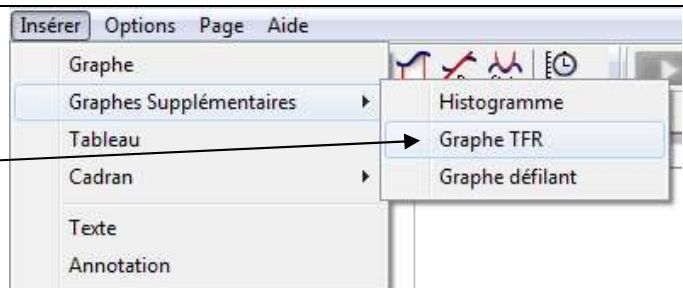 Insérer Options Page Aide
Graphe
Graphes Supplémentaires
Histogramme
Tableau
Graphe TFR
Cadran
Graphe défilant
Texte
Annotation